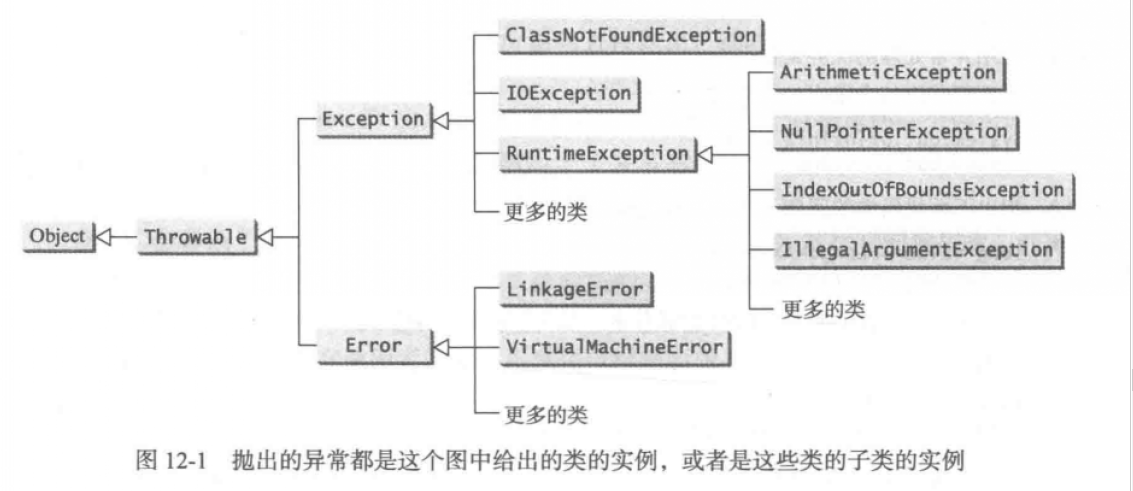 ClassNotFoundException
ArithmeticException
IOException
Exception
NullPointerException
RuntimeException
IndexOutOfBoundsException
更多的类
Object
Throwable
IllegalArgumentException
LinkageError
更多的类
Error
VirtualMachineError
更多的类
图 12-1 抛出的异常都是这个图中给出的类的实例，或者是这些类的子类的实例